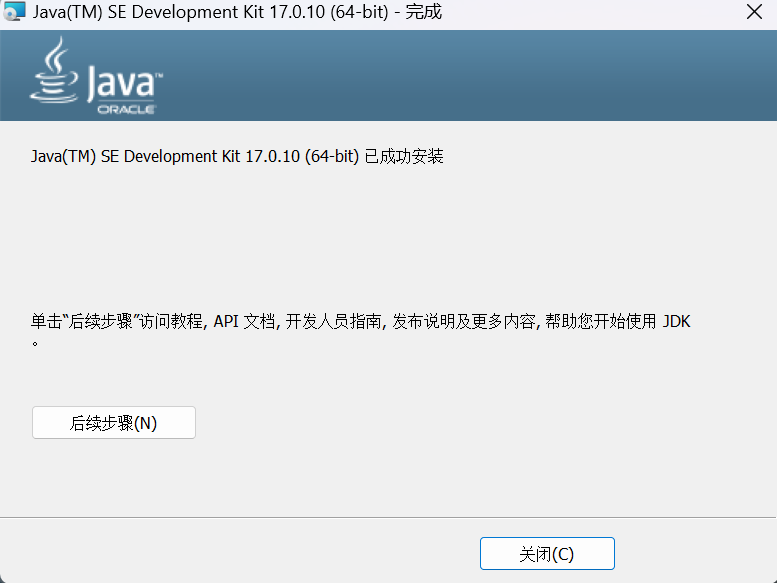 Java(TM) SE Development Kit 17.0.10 (64-bit) - 完成
Java™
ORACLE
Java(TM) SE Development Kit 17.0.10 (64-bit) 已成功安装
单击“后续步骤”访问教程, API 文档, 开发人员指南, 发布说明及更多内容, 帮助您开始使用 JDK
。
后续步骤(N)
关闭(C)